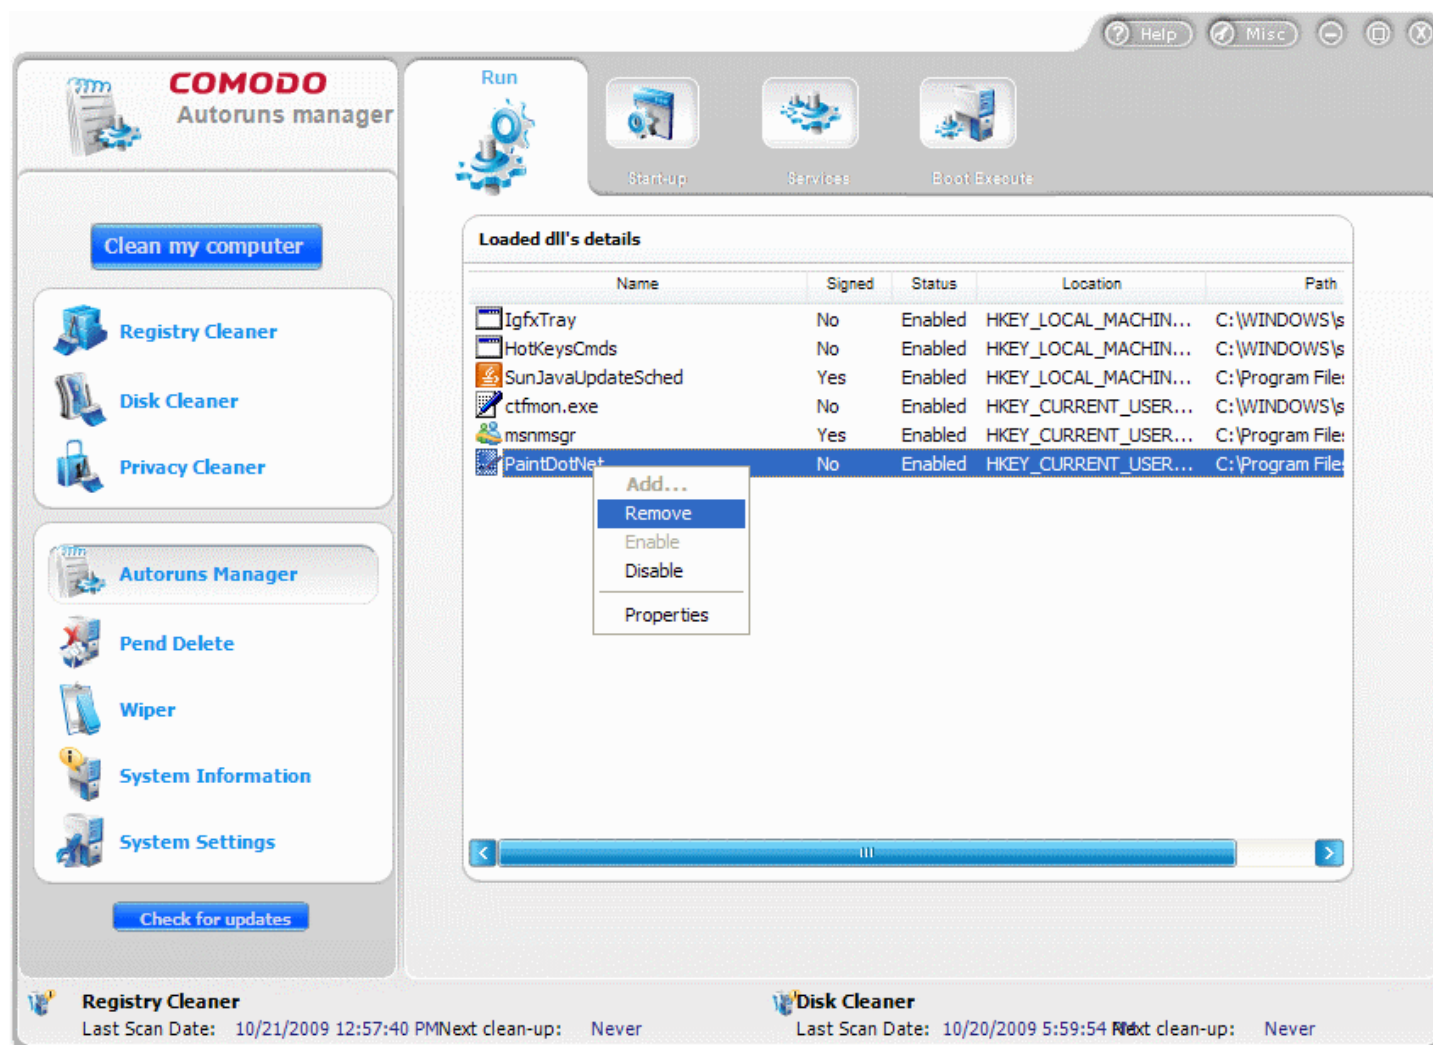 Help Misc
COMODO
Autoruns manager
Run
Start-up Services Boot Execute
Clean my computer
Registry Cleaner
Disk Cleaner
Privacy Cleaner
Autoruns Manager
Pend Delete
Wiper
System Information
System Settings
Check for updates
Loaded dll's details
Name Signed Status Location Path
IgfxTray No Enabled HKEY_LOCAL_MACHIN... C:\WINDOWS\s
HotKeysCmds No Enabled HKEY_LOCAL_MACHIN... C:\WINDOWS\s
SunJavaUpdateSched Yes Enabled HKEY_LOCAL_MACHIN... C:\Program File
ctfmon.exe No Enabled HKEY_CURRENT_USER... C:\WINDOWS\s
msnmsgr Yes Enabled HKEY_CURRENT_USER... C:\Program File
PaintDotNet No Enabled HKEY_CURRENT_USER... C:\Program File
Add...
Remove
Enable
Disable
Properties
Registry Cleaner
Last Scan Date: 10/21/2009 12:57:40 PM Next clean-up: Never
Disk Cleaner
Last Scan Date: 10/20/2009 5:59:54 clean-up: Never